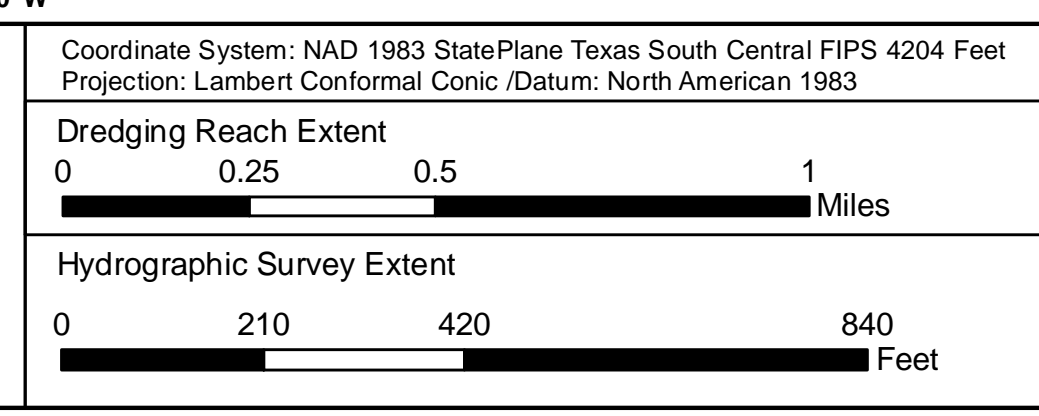 Coordinate System: NAD 1983 StatePlane Texas South Central FIPS 4204 Feet
Projection: Lambert Conformal Conic /Datum: North American 1983
Dredging Reach Extent
0 0.25 0.5 1
Miles
Hydrographic Survey Extent
0 210 420 840
Feet